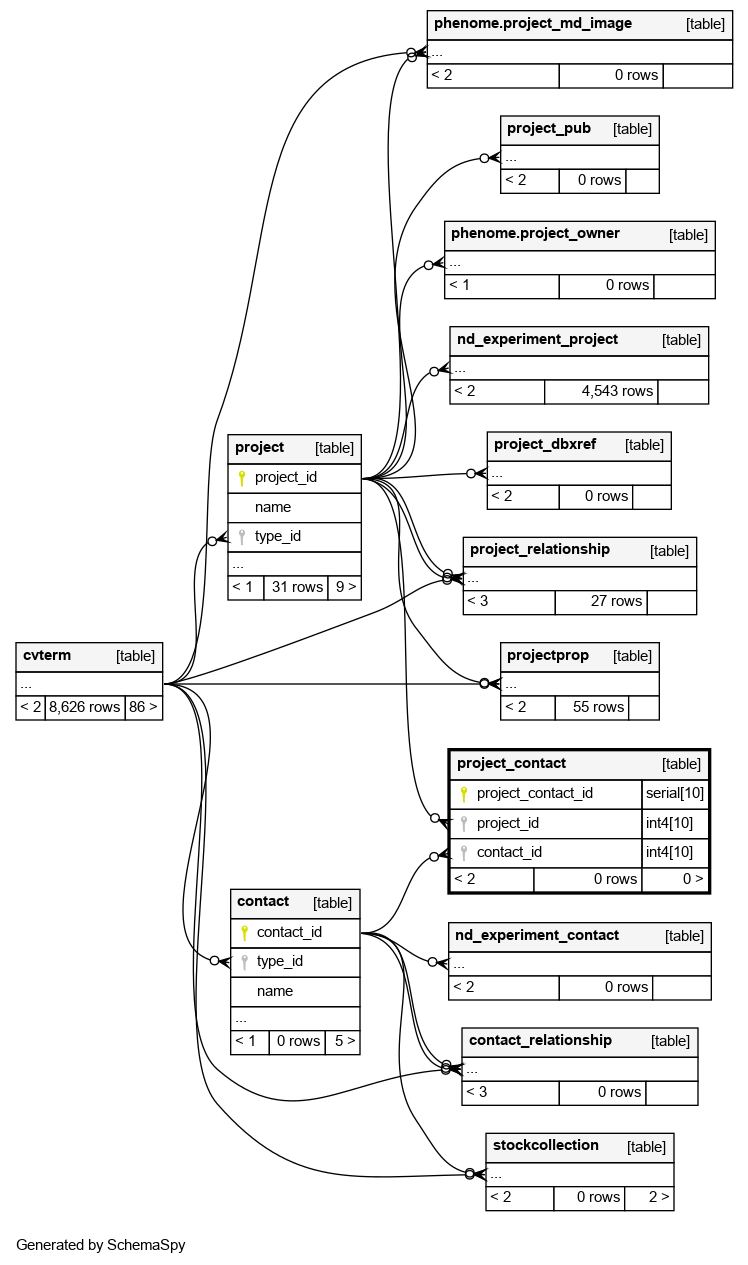 phenome.project_md_image [table]
...
< 2 0 rows
project_pub [table]
...
< 2 0 rows
phenome.project_owner [table]
...
< 1 0 rows
nd_experiment_project [table]
...
< 2 4,543 rows
project_dbxref [table]
...
< 2 0 rows
project [table]
project_id
name
type_id
...
< 1 31 rows 9 >
project_relationship [table]
...
< 3 27 rows
cvterm [table]
...
< 2 8,626 rows 86 >
projectprop [table]
...
< 2 55 rows
project_contact [table]
project_contact_id serial[10]
project_id int4[10]
contact_id int4[10]
< 2 0 rows 0 >
contact [table]
contact_id
type_id
name
...
< 1 0 rows 5 >
nd_experiment_contact [table]
...
< 2 0 rows
contact_relationship [table]
...
< 3 0 rows
stockcollection [table]
...
< 2 0 rows 2 >
Generated by SchemaSpy